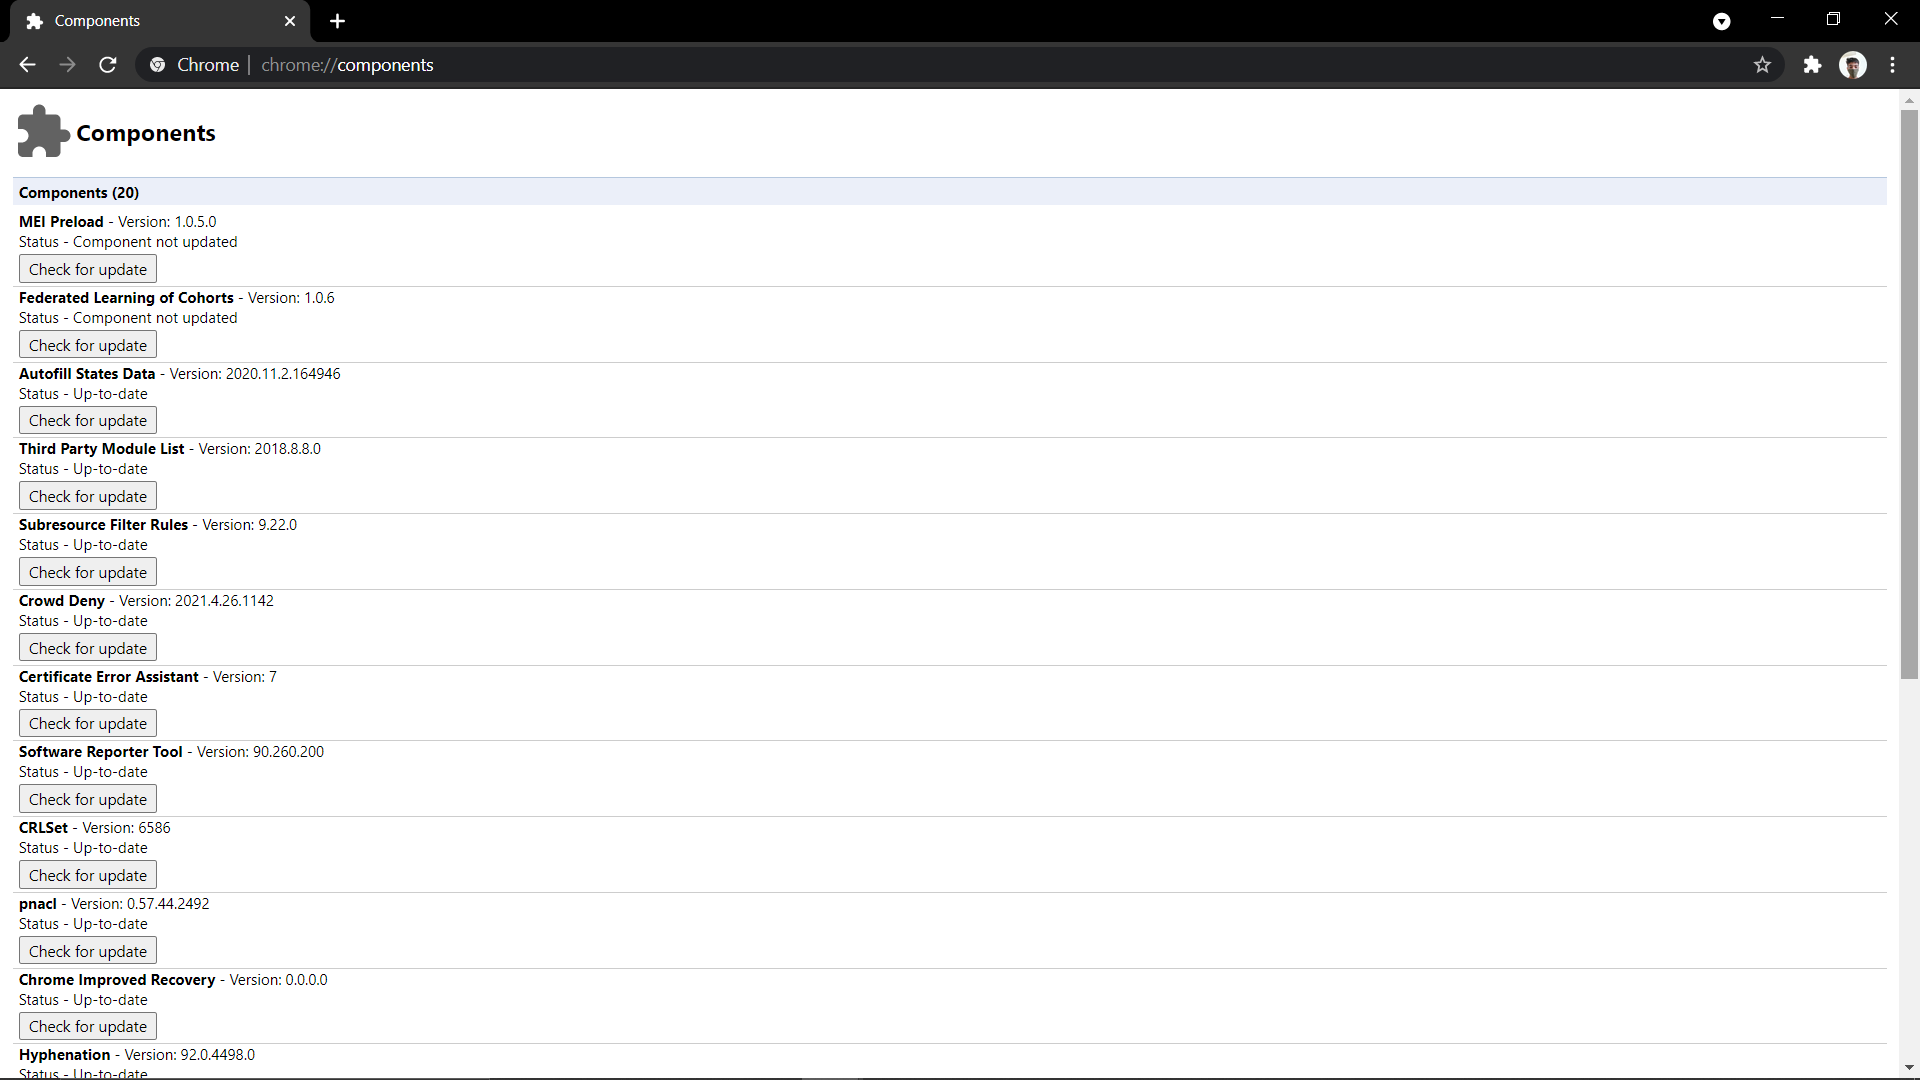 Components
Chrome
chrome://components
Components
Components (20)
MEI Preload - Version: 1.0.5.0
Status - Component not updated
Check for update
Federated Learning of Cohorts - Version: 1.0.6
Status - Component not updated
Check for update
Autofill States Data - Version: 2020.11.2.164946
Status - Up-to-date
Check for update
Third Party Module List - Version: 2018.8.8.0
Status - Up-to-date
Check for update
Subresource Filter Rules - Version: 9.22.0
Status - Up-to-date
Check for update
Crowd Deny - Version: 2021.4.26.1142
Status - Up-to-date
Check for update
Certificate Error Assistant - Version: 7
Status - Up-to-date
Check for update
Software Reporter Tool - Version: 90.260.200
Status - Up-to-date
Check for update
CRLSet - Version: 6586
Status - Up-to-date
Check for update
pnacl - Version: 0.57.44.2492
Status - Up-to-date
Check for update
Chrome Improved Recovery - Version: 0.0.0.0
Status - Up-to-date
Check for update
Hyphenation - Version: 92.0.4498.0
Status - Up-to-date